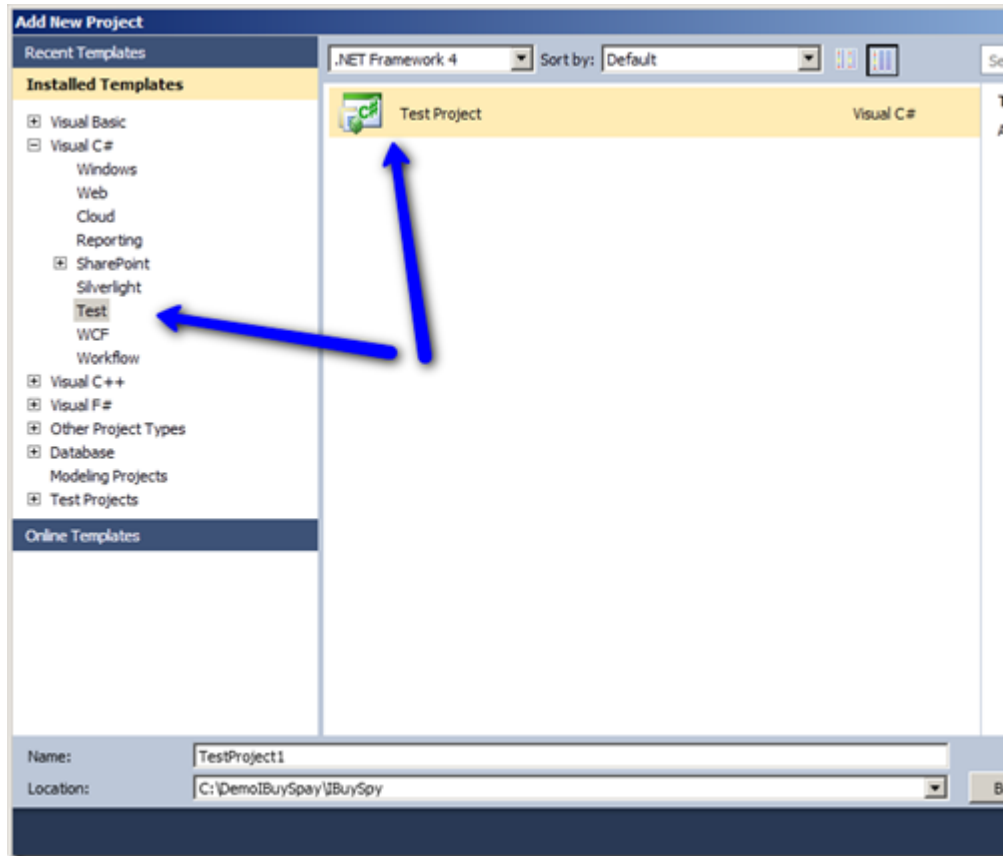 Add New Project
Recent Templates
.NET Framework 4 Sort by: Default Se
Installed Templates
Test Project Visual C#
Visual Basic
Visual C#
Windows
Web
Cloud
Reporting
SharePoint
Silverlight
Test
WCF
Workflow
Visual C++
Visual F#
Other Project Types
Database
Modeling Projects
Test Projects
Online Templates
Name: TestProject1
Location: C:\DemoIBuySpay\IBuySpy B